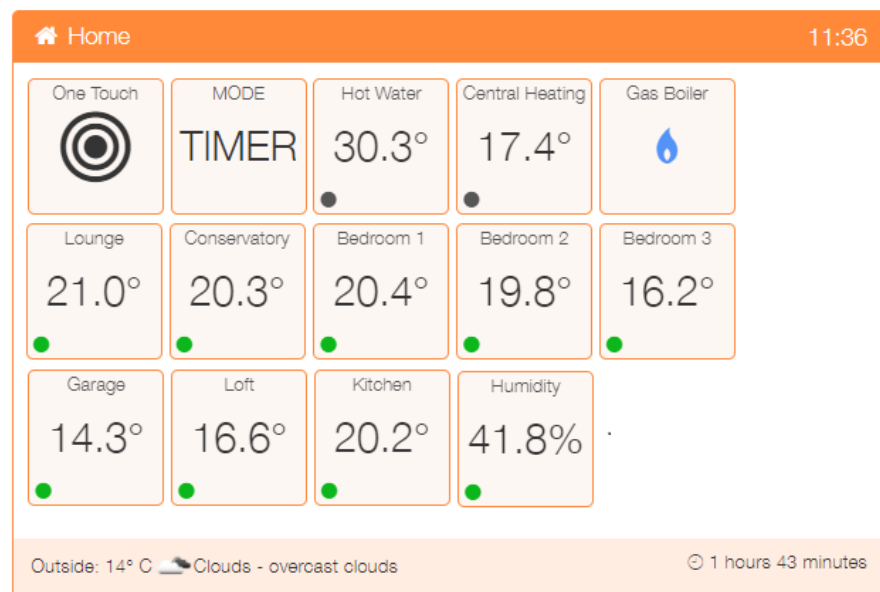 Home 11:36
One Touch MODE Hot Water Central Heating Gas Boiler
TIMER 30.3° 17.4°
Lounge Conservatory Bedroom 1 Bedroom 2 Bedroom 3
21.0° 20.3° 20.4° 19.8° 16.2°
Garage Loft Kitchen Humidity
14.3° 16.6° 20.2° 41.8% .
Outside: 14° C Clouds - overcast clouds 1 hours 43 minutes